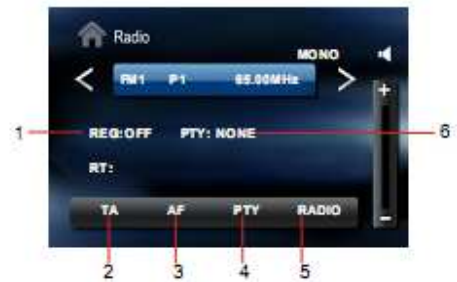 Radio
MONO
< FM1 P1 65.00MHz >
+
1 REG:OFF PTY: NONE 6
RT:
TA AF PTY RADIO
-
2 3 4 5